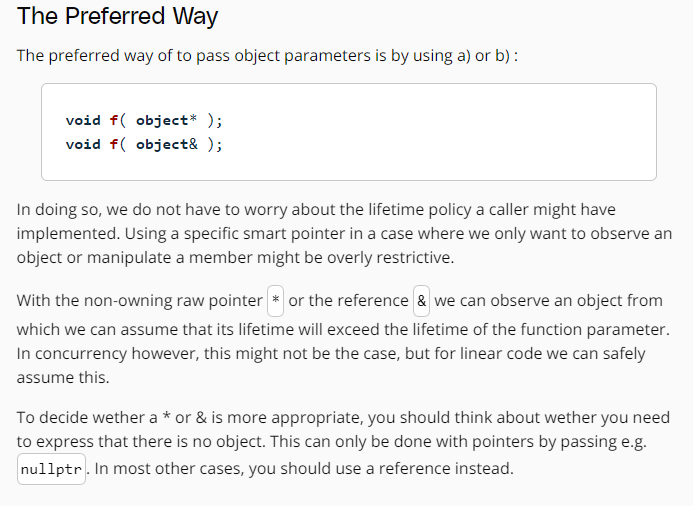 The Preferred Way
The preferred way of to pass object parameters is by using a) or b) :
void f( object* );
void f( object& );
In doing so, we do not have to worry about the lifetime policy a caller might have
implemented. Using a specific smart pointer in a case where we only want to observe an
object or manipulate a member might be overly restrictive.
With the non-owning raw pointer * or the reference & we can observe an object from
which we can assume that its lifetime will exceed the lifetime of the function parameter.
In concurrency however, this might not be the case, but for linear code we can safely
assume this.
To decide wether a * or & is more appropriate, you should think about wether you need
to express that there is no object. This can only be done with pointers by passing e.g.
nullptr. In most other cases, you should use a reference instead.